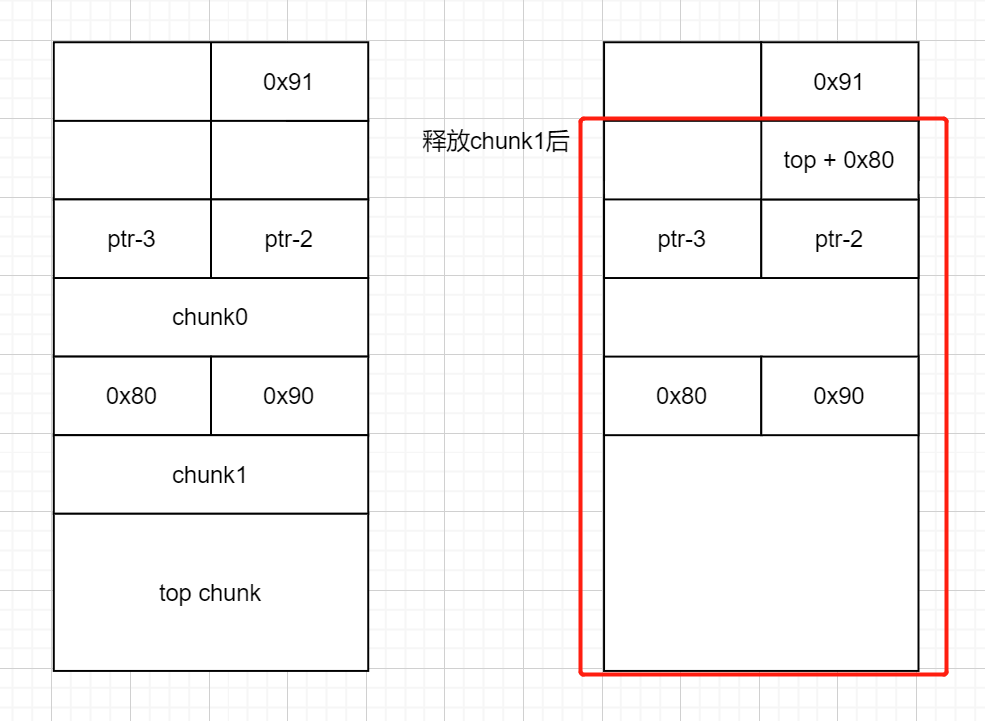 0x91
ptr-3 ptr-2
chunk0
0x80 0x90
chunk1
top chunk
释放chunk1后
0x91
top + 0x80
ptr-3 ptr-2
0x80 0x90